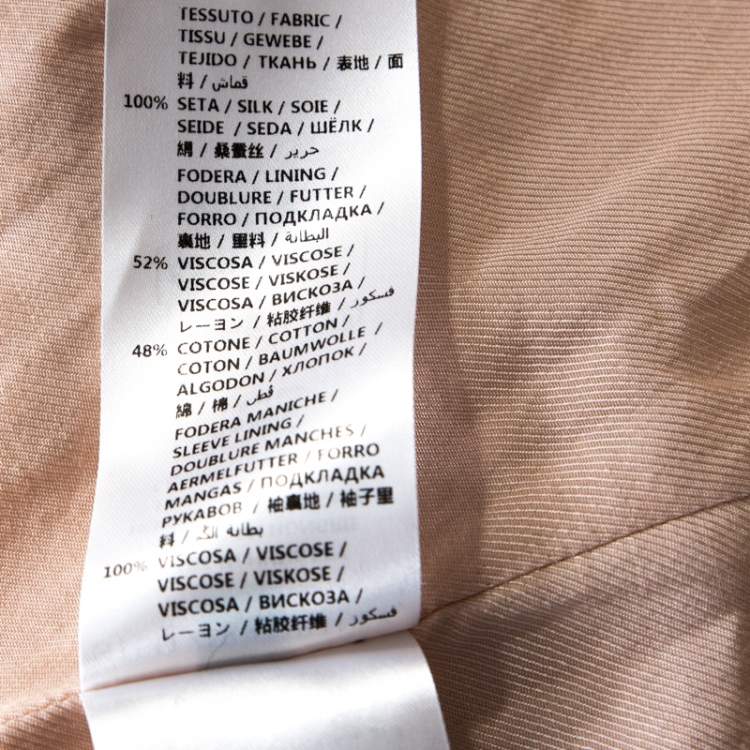 TESSUTO / FABRIC /
TISSU / GEWEBE /
TEJIDO / ТКАНЬ / 表地 / 面
料 / قماش
100% SETA / SILK / SOIE /
SEIDE / SEDA / ШЁЛК /
絹 / 桑蚕丝 / حرير
FODERA / LINING /
DOUBLURE / FUTTER /
FORRO / ПОДКЛАДКА /
裏地 / 里料 / البطانة
52% VISCOSA / VISCOSE /
VISCOSE / VISKOSE /
VISCOSA / ВИСКОЗА /
レーヨン / 粘胶纤维 / فسكور
48% COTONE / COTTON /
COTON / BAUMWOLLE /
ALGODON / ХЛОПОК /
綿 / 棉 / قطن
FODERA MANICHE /
SLEEVE LINING /
DOUBLURE MANCHES /
AERMELFUTTER / FORRO
MANGAS / ПОДКЛАДКА
РУКАВОВ / 袖裏地 / 袖子里
料 / بطانة
100% VISCOSA / VISCOSE /
VISCOSE / VISKOSE /
VISCOSA / ВИСКОЗА /
レーヨン / 粘胶纤维 / فسكور